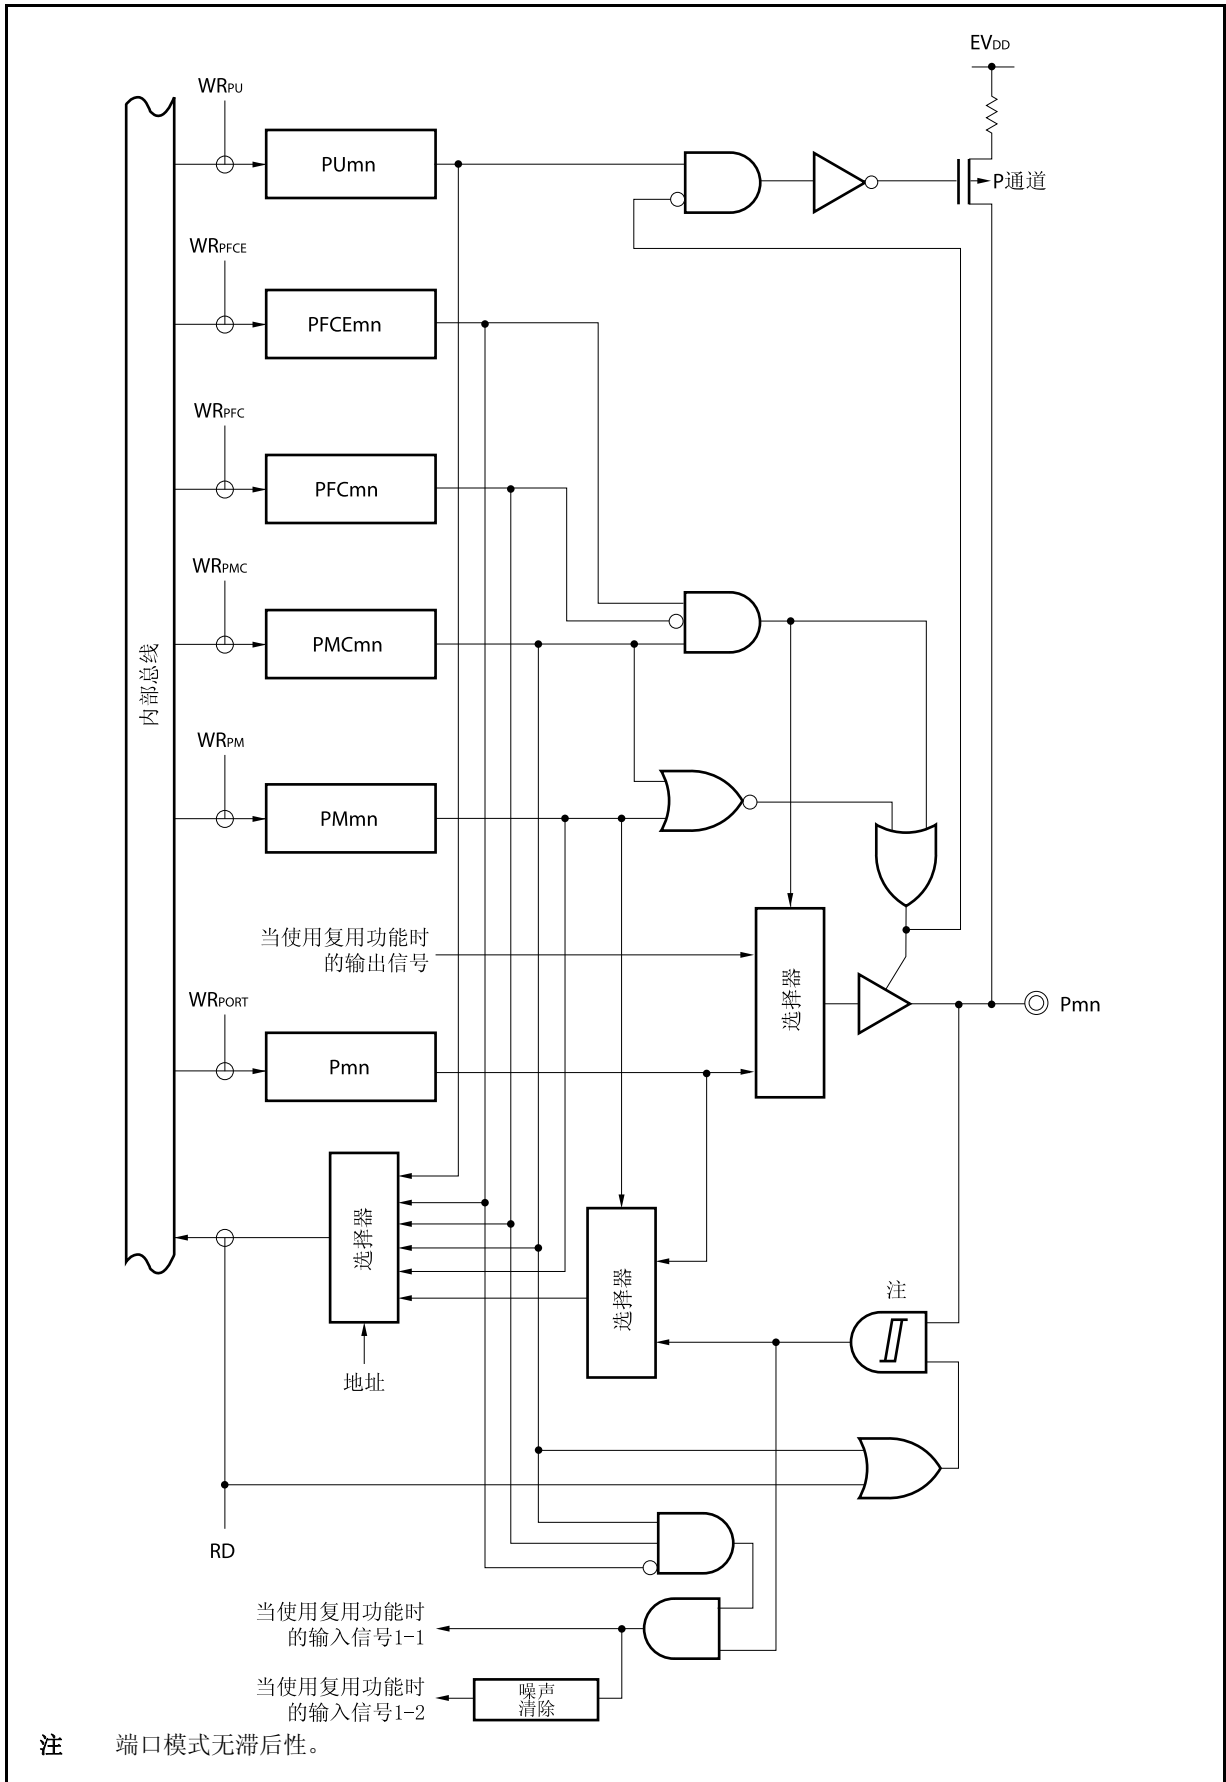 EVDD
WRPU
PUmn
P通道
WRPFCE
PFCEmn
WRPFC
PFCmn
WRPMC
PMCmn
内部总线
WRPM
PMmn
当使用复用功能时
的输出信号
选择器
WRPORT
Pmn
Pmn
选择器
选择器
注
地址
RD
当使用复用功能时
的输入信号1-1
当使用复用功能时
的输入信号1-2
噪声
清除
注 端口模式无滞后性。